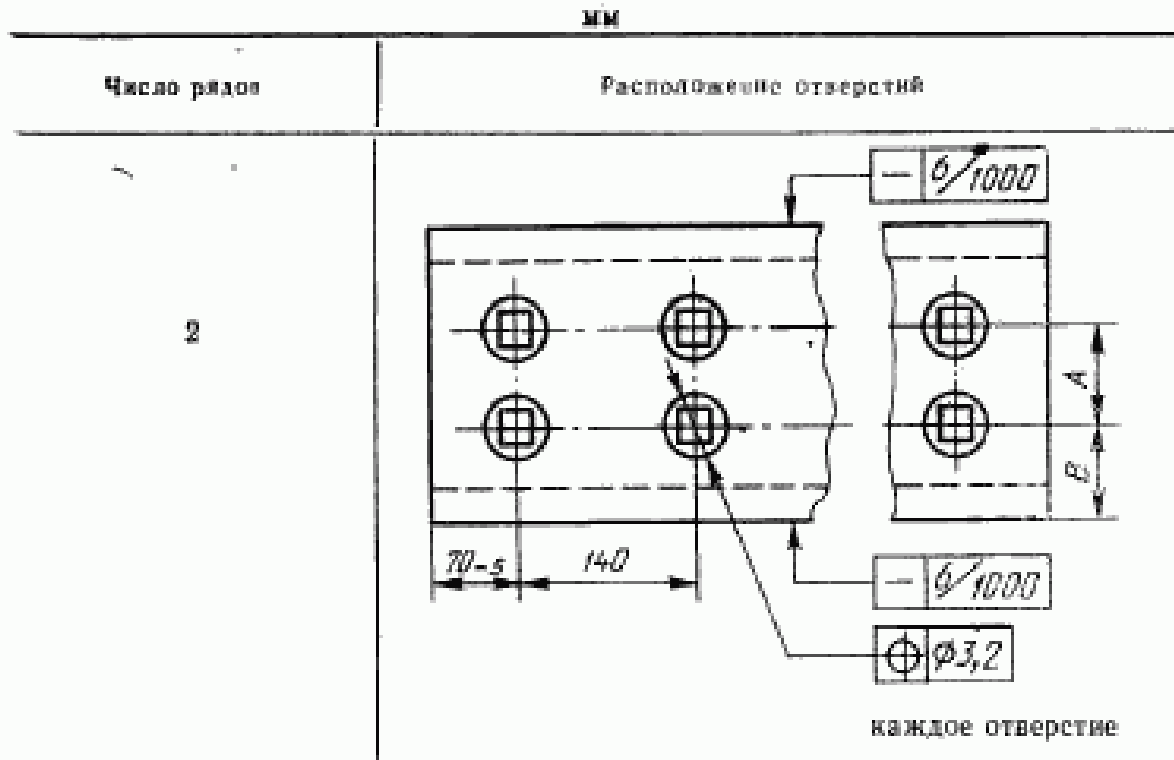 мм
Число рядов
Расположение отверстий
6/1000
2
A
B
70-5
140
6/1000
Ø3,2
каждое отверстие